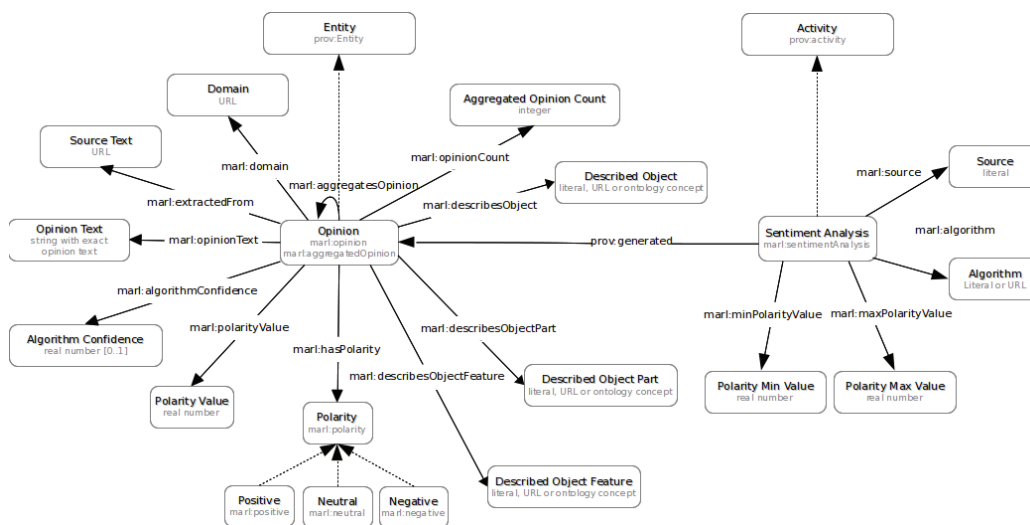 Entity
prov:Entity
Activity
prov:activity
Domain
URL
Aggregated Opinion Count
integer
Source Text
URL
marl:opinionCount
marl:domain
Described Object
literal, URL or ontology concept
Source
literal
marl:source
marl:aggregatesOpinion
marl:extractedFrom
marl:describesObject
Opinion Text
string with exact
opinion text
marl:opinionText
Opinion
marl:opinion
marl:aggregatedOpinion
prov:generated
Sentiment Analysis
marl:sentimentAnalysis
marl:algorithm
Algorithm
Literal or URL
marl:algorithmConfidence
marl:polarityValue
marl:minPolarityValue
marl:maxPolarityValue
marl:describesObjectPart
Algorithm Confidence
real number [0..1]
marl:hasPolarity
marl:describesObjectFeature
Described Object Part
literal, URL or ontology concept
Polarity Min Value
real number
Polarity Max Value
real number
Polarity Value
real number
Polarity
marl:polarity
Described Object Feature
literal, URL or ontology concept
Positive
marl:positive
Neutral
marl:neutral
Negative
marl:negative